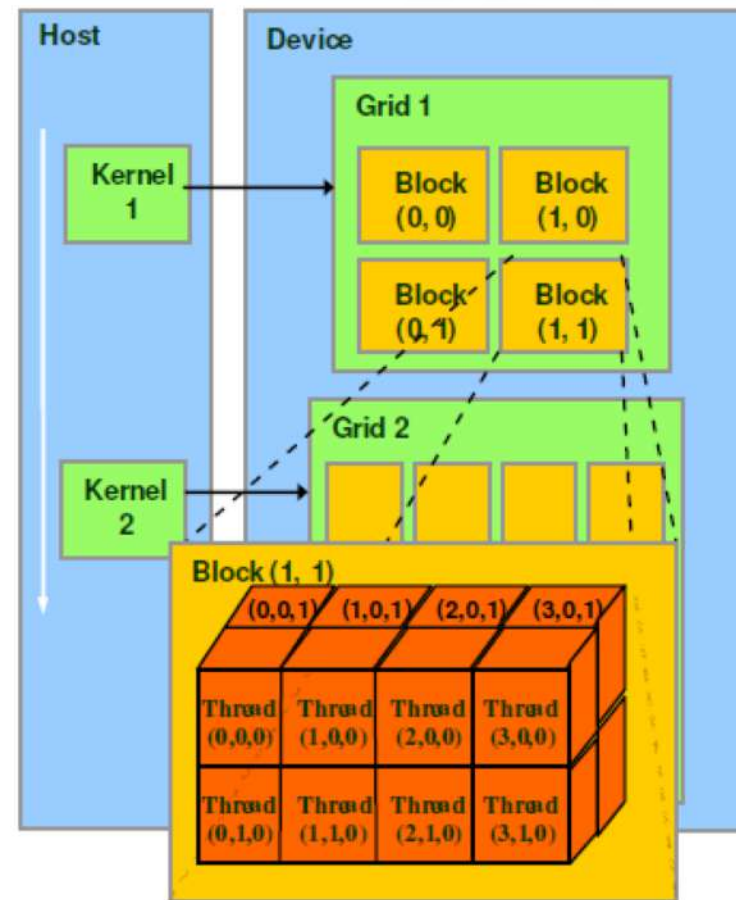 Host
Device
Grid 1
Kernel
1
Block
(0, 0)
Block
(1, 0)
Block
(0, 1)
Block
(1, 1)
Grid 2
Kernel
2
Block (1, 1)
(0,0,1) (1,0,1) (2,0,1) (3,0,1)
Thread
(0,0,0)
Thread
(1,0,0)
Thread
(2,0,0)
Thread
(3,0,0)
Thread
(0,1,0)
Thread
(1,1,0)
Thread
(2,1,0)
Thread
(3,1,0)